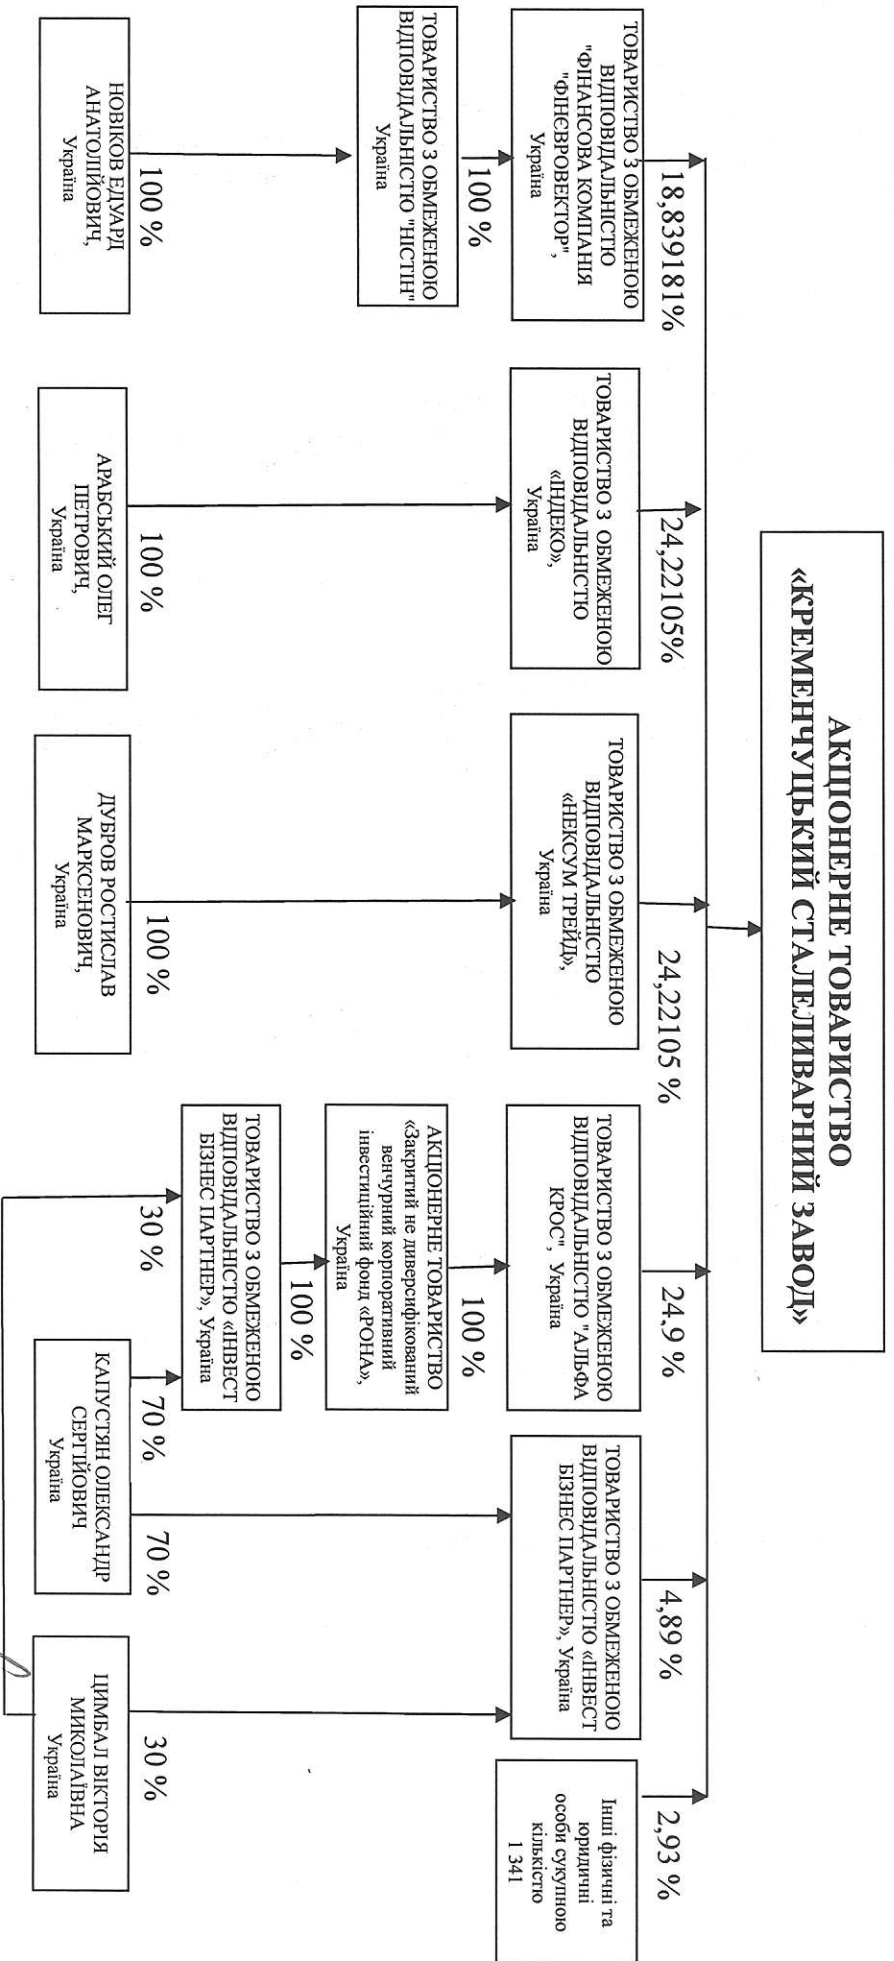 АКЦІОНЕРНЕ ТОВАРИСТВО
«КРЕМЕНЧУЦЬКИЙ СТАЛЕЛИВАРНИЙ ЗАВОД»
18,839181%
24,22105%
24,22105 %
24,9 %
4,89 %
2,93 %
ТОВАРИСТВО З ОБМЕЖЕНОЮ
ВІДПОВІДАЛЬНІСТЮ
"ФІНАНСОВА КОМПАНІЯ
"ФІНЄВРОВЕКТОР",
Україна
ТОВАРИСТВО З ОБМЕЖЕНОЮ
ВІДПОВІДАЛЬНІСТЮ
«ІНДЕКО»,
Україна
ТОВАРИСТВО З ОБМЕЖЕНОЮ
ВІДПОВІДАЛЬНІСТЮ
«НЕКСУМ ТРЕЙД»,
Україна
ТОВАРИСТВО З ОБМЕЖЕНОЮ
ВІДПОВІДАЛЬНІСТЮ "АЛЬФА
КРОС", Україна
ТОВАРИСТВО З ОБМЕЖЕНОЮ
ВІДПОВІДАЛЬНІСТЮ «ІНВЕСТ
БІЗНЕС ПАРТНЕР», Україна
Інші фізичні та
юридичні
особи сукупною
кількістю
1 341
100 %
100 %
ТОВАРИСТВО З ОБМЕЖЕНОЮ
ВІДПОВІДАЛЬНІСТЮ "НІСТІН"
Україна
АКЦІОНЕРНЕ ТОВАРИСТВО
«Закритий не диверсифікований
венчурний корпоративний
інвестиційний фонд «РОНА»,
Україна
100 %
ТОВАРИСТВО З ОБМЕЖЕНОЮ
ВІДПОВІДАЛЬНІСТЮ «ІНВЕСТ
БІЗНЕС ПАРТНЕР», Україна
100 %
100 %
100 %
30 %
70 %
70 %
30 %
НОВІКОВ ЕДУАРД
АНАТОЛІЙОВИЧ,
Україна
АРАБСЬКИЙ ОЛЕГ
ПЕТРОВИЧ,
Україна
ДУБРОВ РОСТИСЛАВ
МАРКСЕНОВИЧ,
Україна
КАПУСТЯН ОЛЕКСАНДР
СЕРГІЙОВИЧ
Україна
ЦИМБАЛ ВІКТОРІЯ
МИКОЛАЇВНА
Україна